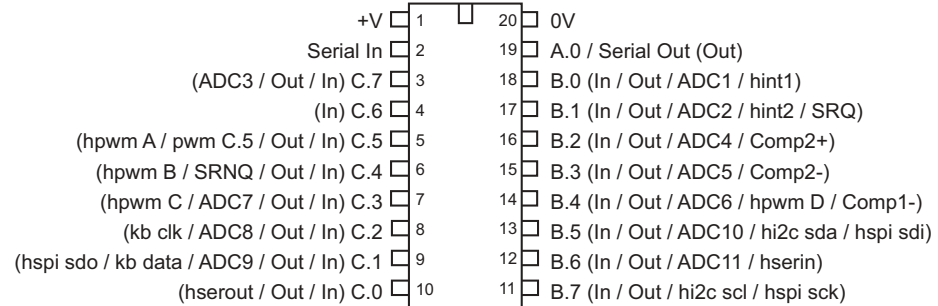 +V 1 20 0V
Serial In 2 19 A.0 / Serial Out (Out)
(ADC3 / Out / In) C.7 3 18 B.0 (In / Out / ADC1 / hint1)
(In) C.6 4 17 B.1 (In / Out / ADC2 / hint2 / SRQ)
(hpwm A / pwm C.5 / Out / In) C.5 5 16 B.2 (In / Out / ADC4 / Comp2+)
(hpwm B / SRNQ / Out / In) C.4 6 15 B.3 (In / Out / ADC5 / Comp2-)
(hpwm C / ADC7 / Out / In) C.3 7 14 B.4 (In / Out / ADC6 / hpwm D / Comp1-)
(kb clk / ADC8 / Out / In) C.2 8 13 B.5 (In / Out / ADC10 / hi2c sda / hspi sdi)
(hspi sdo / kb data / ADC9 / Out / In) C.1 9 12 B.6 (In / Out / ADC11 / hserin)
(hserout / Out / In) C.0 10 11 B.7 (In / Out / hi2c scl / hspi sck)